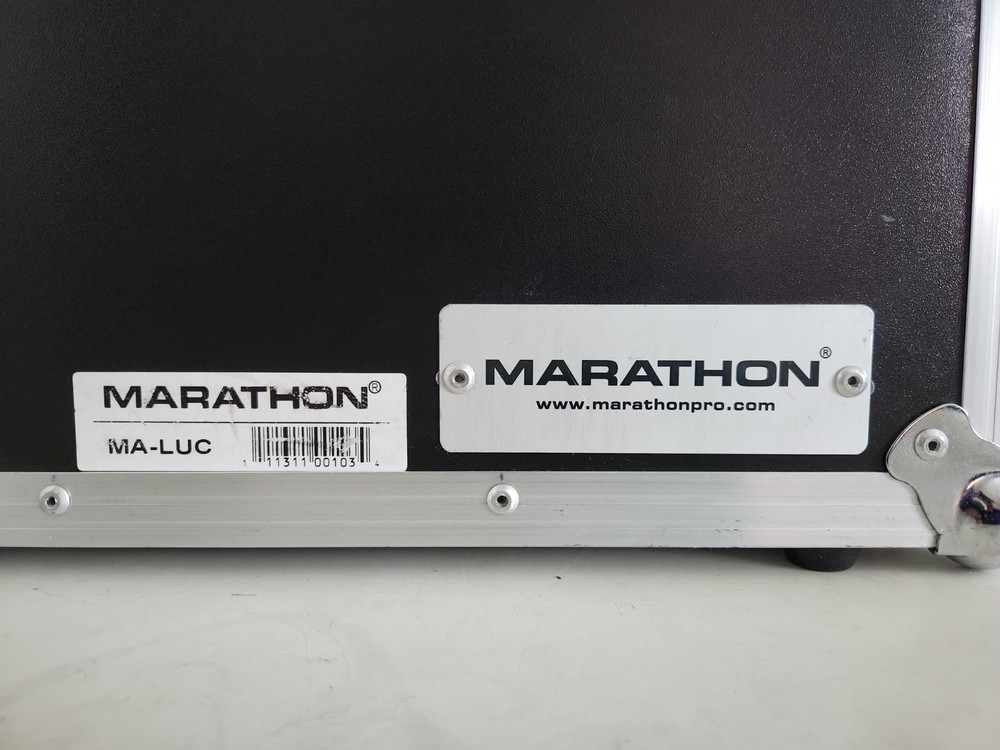 MARATHON®
MA-LUC
1 11311 00103 4
MARATHON®
www.marathonpro.com